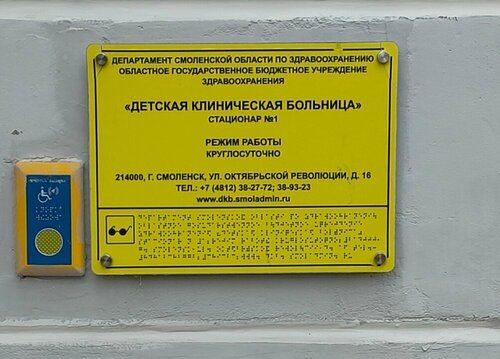 ДЕПАРТАМЕНТ СМОЛЕНСКОЙ ОБЛАСТИ ПО ЗДРАВООХРАНЕНИЮ
ОБЛАСТНОЕ ГОСУДАРСТВЕННОЕ БЮДЖЕТНОЕ УЧРЕЖДЕНИЕ
ЗДРАВООХРАНЕНИЯ
«ДЕТСКАЯ КЛИНИЧЕСКАЯ БОЛЬНИЦА»
СТАЦИОНАР №1
РЕЖИМ РАБОТЫ
КРУГЛОСУТОЧНО
214000, Г. СМОЛЕНСК, УЛ. ОКТЯБРЬСКОЙ РЕВОЛЮЦИИ, Д. 16
ТЕЛ.: +7 (4812) 38-27-72; 38-93-23
www.dkb.smoladmin.ru